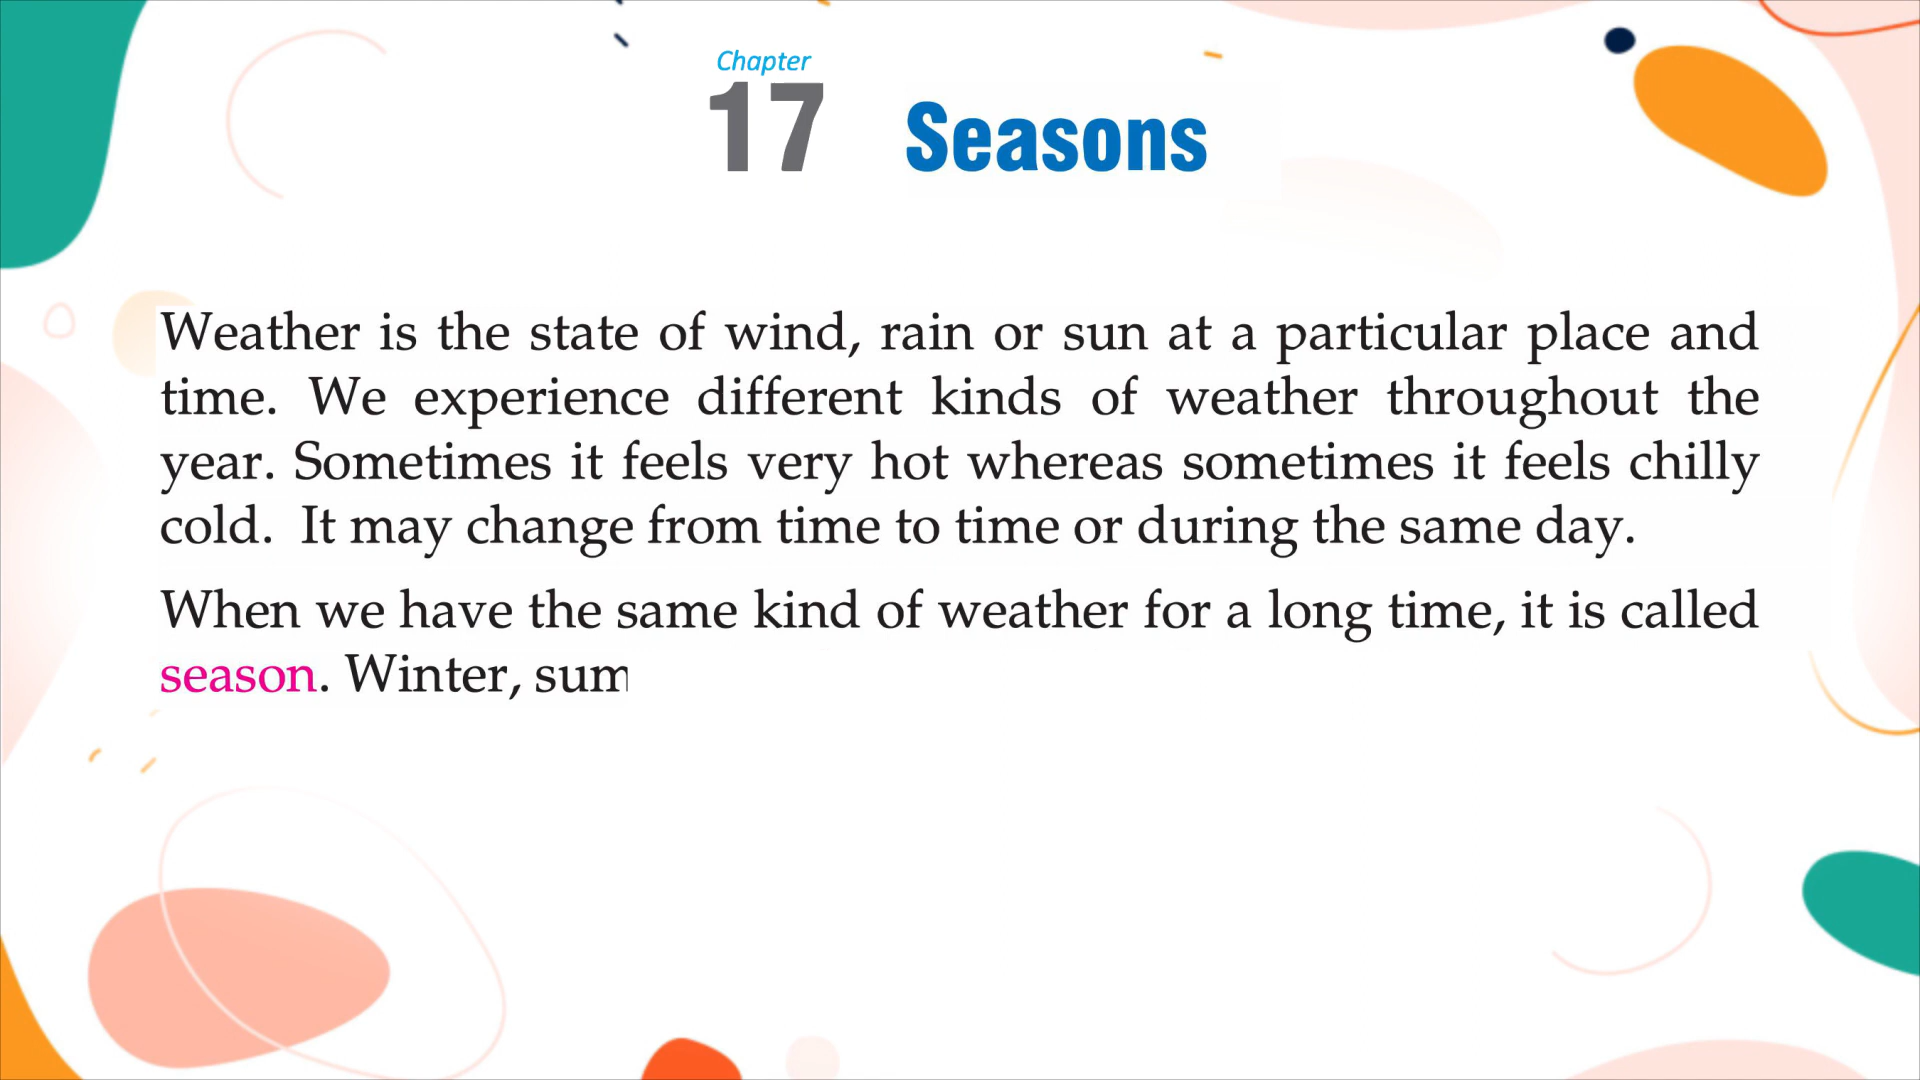 Chapter
17 Seasons
Weather is the state of wind, rain or sun at a particular place and
time. We experience different kinds of weather throughout the
year. Sometimes it feels very hot whereas sometimes it feels chilly
cold. It may change from time to time or during the same day.
When we have the same kind of weather for a long time, it is called
season. Winter,